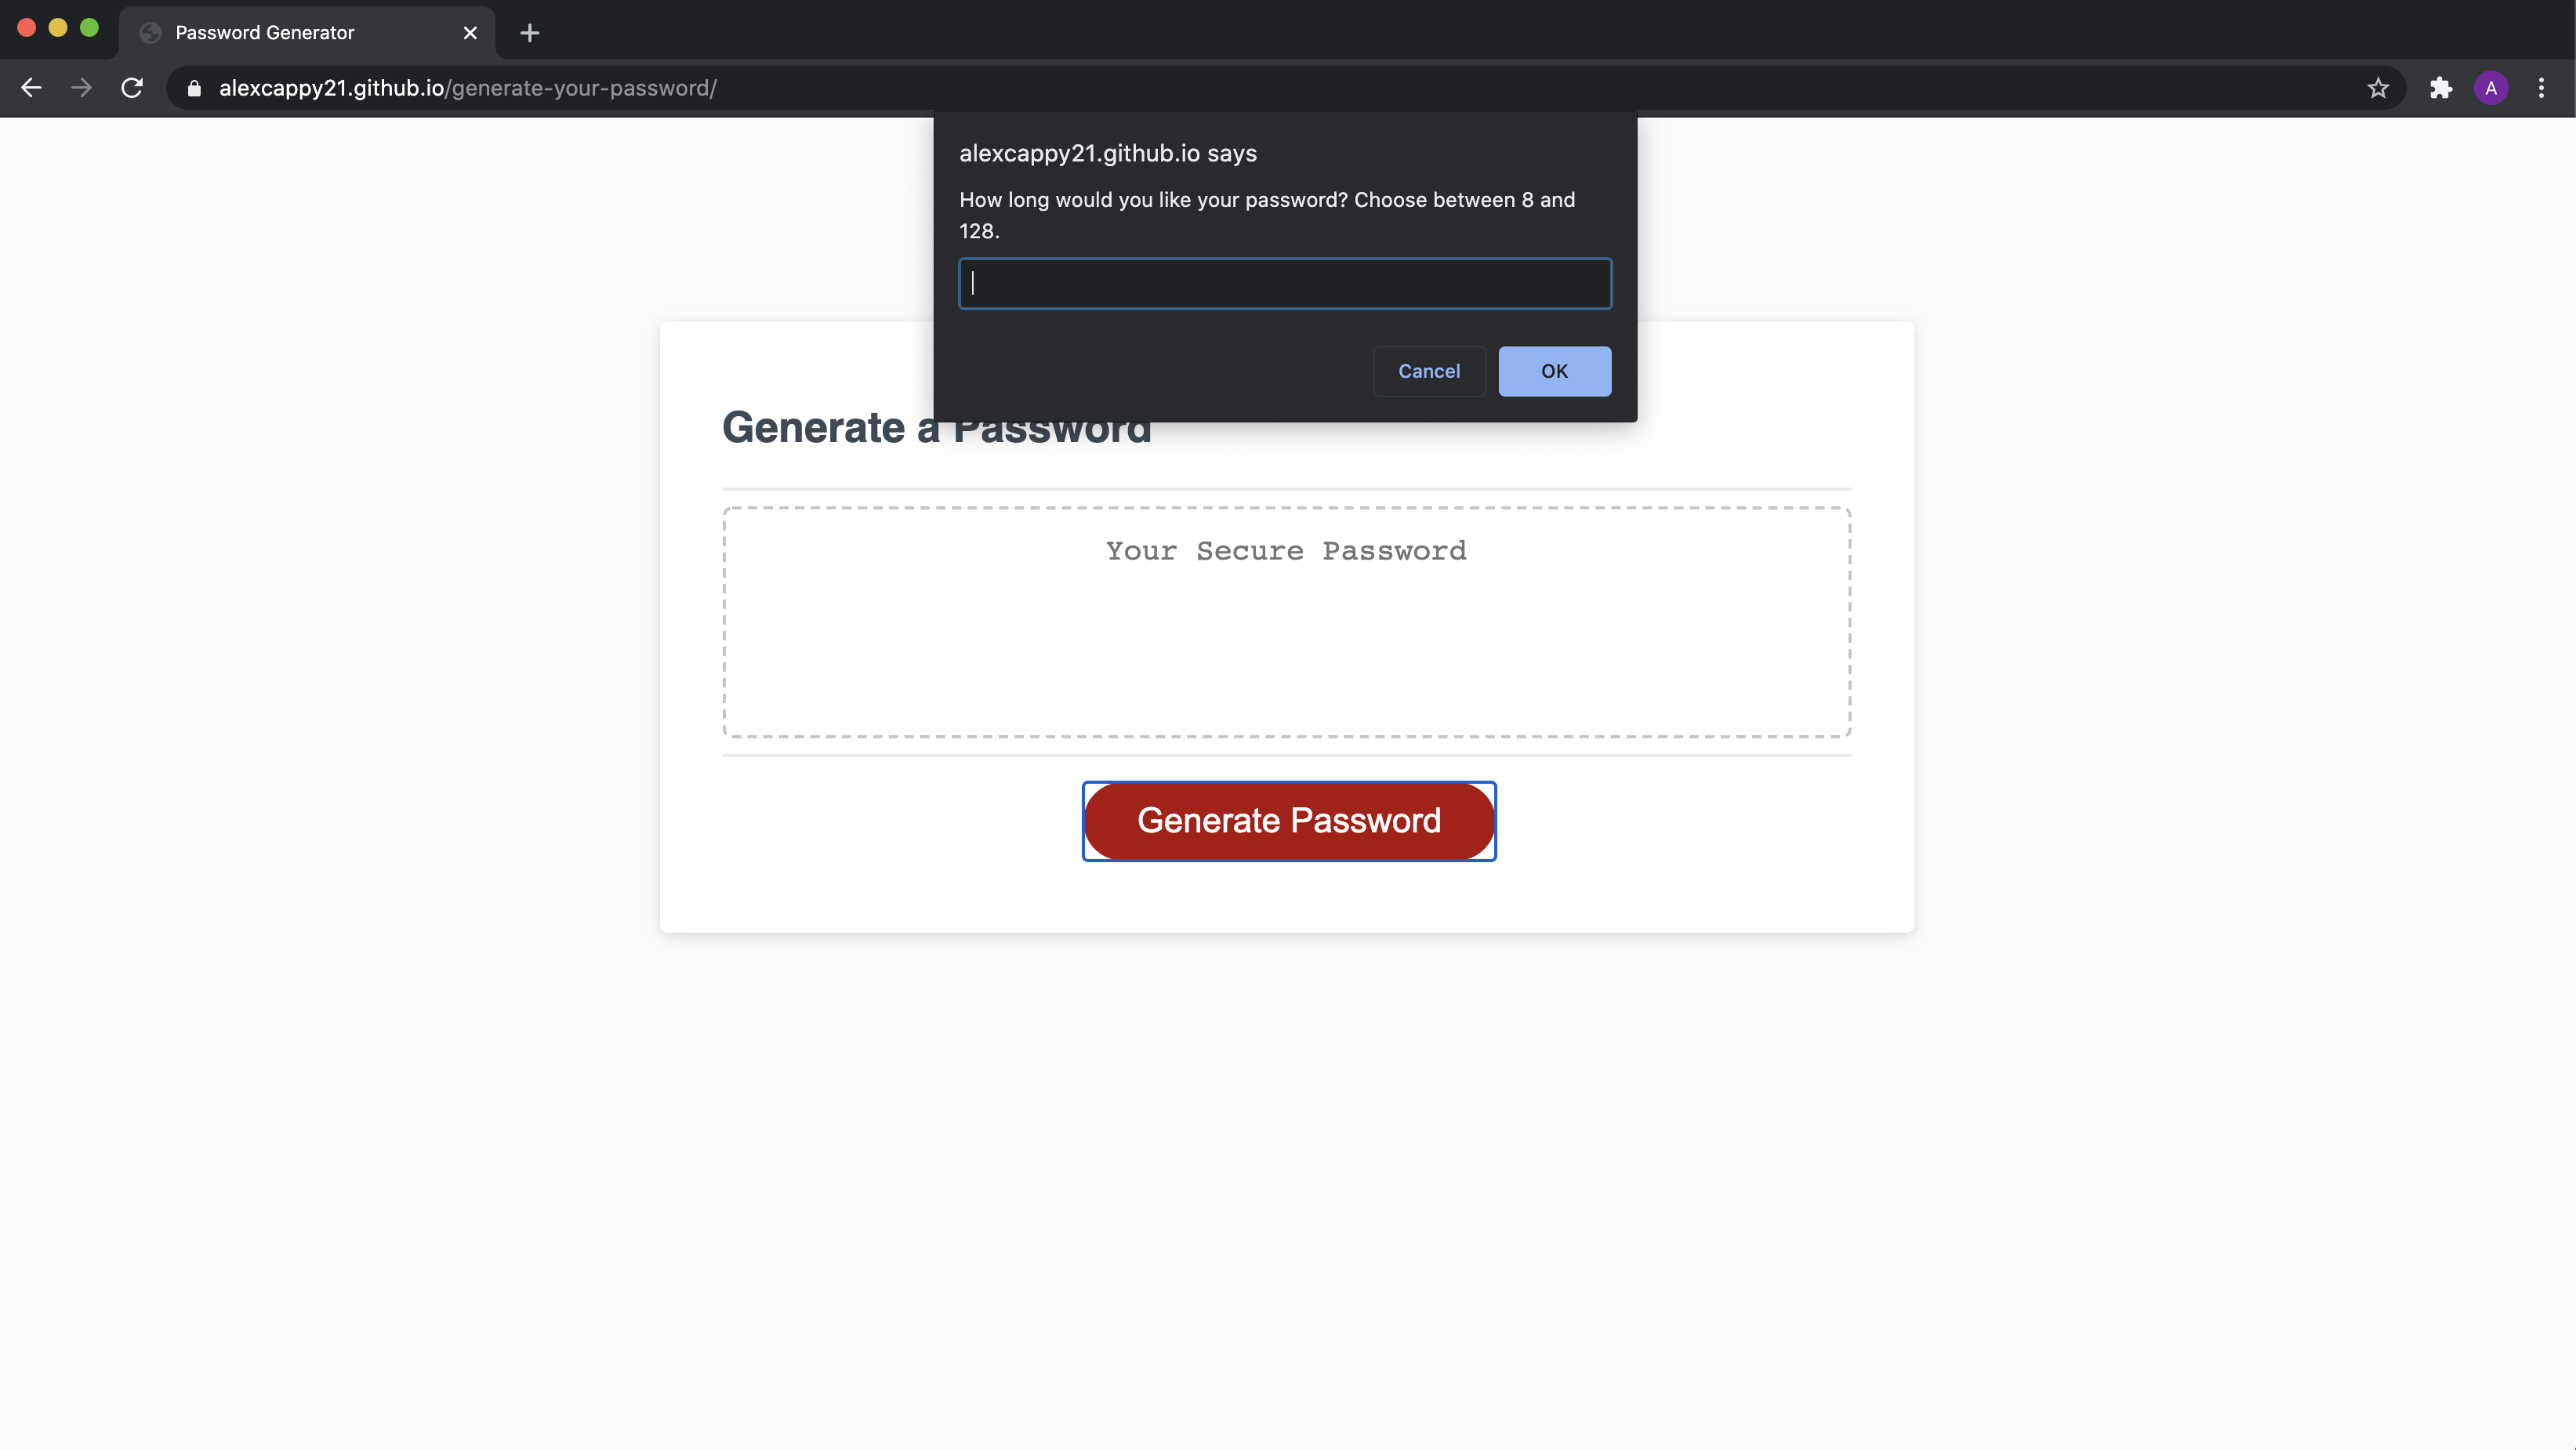 Password Generator
alexcappy21.github.io/generate-your-password/
A
alexcappy21.github.io says
How long would you like your password? Choose between 8 and
128.
Cancel
OK
Generate a Password
Your Secure Password
Generate Password